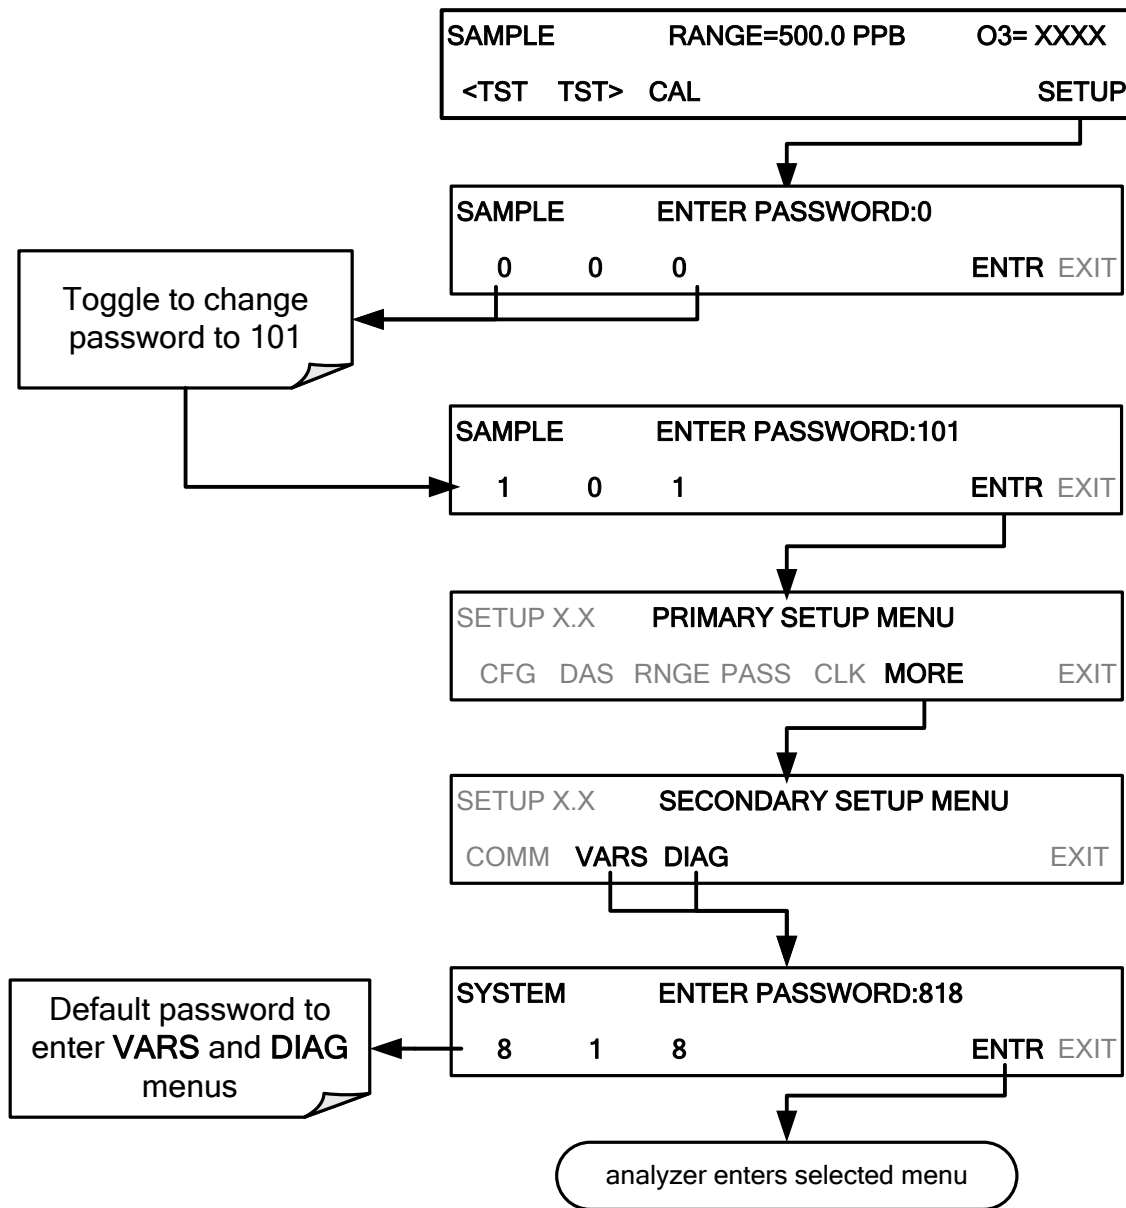 SAMPLE RANGE=500.0 PPB O3= XXXX
<TST TST> CAL SETUP
SAMPLE ENTER PASSWORD:0
0 0 0 ENTR EXIT
Toggle to change
password to 101
SAMPLE ENTER PASSWORD:101
1 0 1 ENTR EXIT
SETUP X.X PRIMARY SETUP MENU
CFG DAS RNGE PASS CLK MORE EXIT
SETUP X.X SECONDARY SETUP MENU
COMM VARS DIAG EXIT
SYSTEM ENTER PASSWORD:818
8 1 8 ENTR EXIT
Default password to
enter VARS and DIAG
menus
analyzer enters selected menu